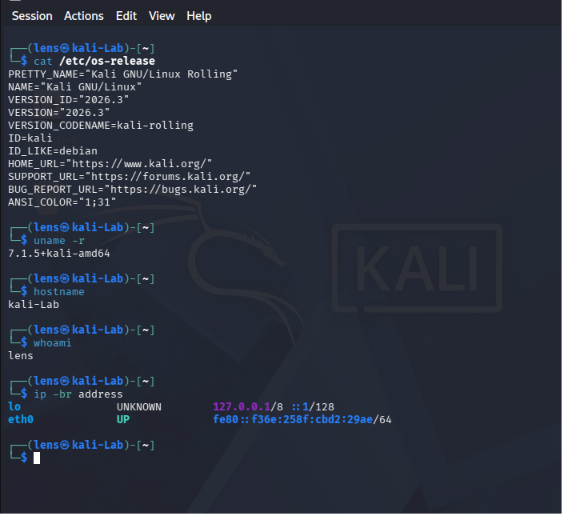 Session Actions Edit View Help
┌──(lens㉿kali-Lab)-[~]
└─$ cat /etc/os-release
PRETTY_NAME="Kali GNU/Linux Rolling"
NAME="Kali GNU/Linux"
VERSION_ID="2026.3"
VERSION="2026.3"
VERSION_CODENAME=kali-rolling
ID=kali
ID_LIKE=debian
HOME_URL="https://www.kali.org/"
SUPPORT_URL="https://forums.kali.org/"
BUG_REPORT_URL="https://bugs.kali.org/"
ANSI_COLOR="1;31"
┌──(lens㉿kali-Lab)-[~]
└─$ uname -r
7.1.5+kali-amd64
┌──(lens㉿kali-Lab)-[~]
└─$ hostname
kali-Lab
┌──(lens㉿kali-Lab)-[~]
└─$ whoami
lens
┌──(lens㉿kali-Lab)-[~]
└─$ ip -br address
lo UNKNOWN 127.0.0.1/8 ::1/128
eth0 UP fe80::f36e:258f:cbd2:29ae/64
┌──(lens㉿kali-Lab)-[~]
└─$
KALI